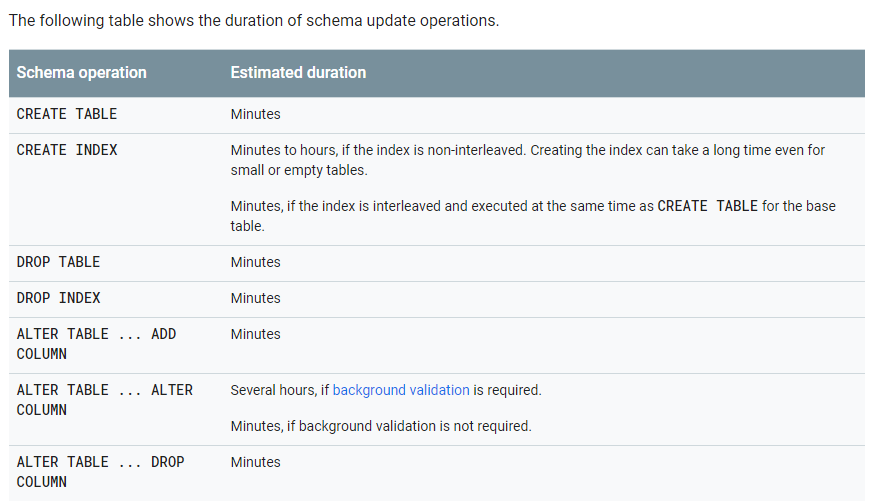 The following table shows the duration of schema update operations.
Schema operation
Estimated duration
CREATE TABLE
Minutes
CREATE INDEX
Minutes to hours, if the index is non-interleaved. Creating the index can take a long time even for
small or empty tables.
Minutes, if the index is interleaved and executed at the same time as CREATE TABLE for the base
table.
DROP TABLE
Minutes
DROP INDEX
Minutes
ALTER TABLE ... ADD
COLUMN
Minutes
ALTER TABLE ... ALTER
COLUMN
Several hours, if background validation is required.
Minutes, if background validation is not required.
ALTER TABLE ... DROP
COLUMN
Minutes